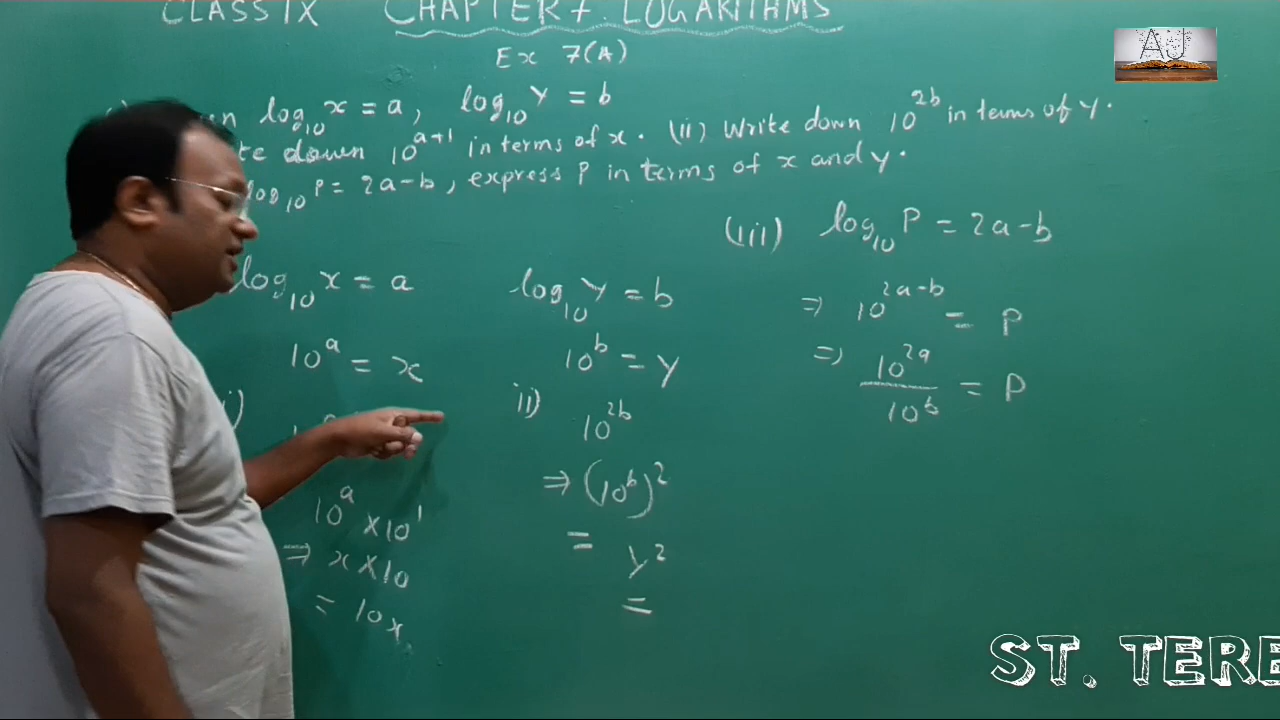 CLASS IX CHAPTER 7. LOGARITHMS
Ex 7(A)
AJ
log₁₀ x = a, log₁₀ y = b
down 10^(a+1) in terms of x. (ii) Write down 10^(2b) in terms of y.
log₁₀ P = 2a-b, express P in terms of x and y.
log₁₀ x = a
10^a = x
10^a × 10^1
⇒ x × 10
= 10x
log₁₀ y = b
10^b = y
ii) 10^(2b)
⇒ (10^b)^2
= y^2
=
(iii) log₁₀ P = 2a-b
⇒ 10^(2a-b) = P
⇒ 10^(2a) / 10^b = P
ST. TERE